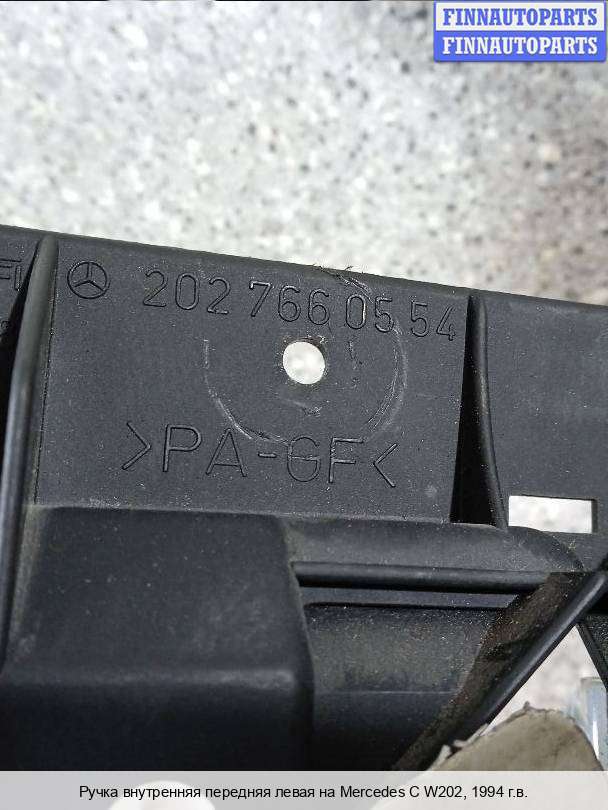 FINNAUTOPARTS
FINNAUTOPARTS
202 766 05 54
>PA-GF<
Ручка внутренняя передняя левая на Mercedes C W202, 1994 г.в.